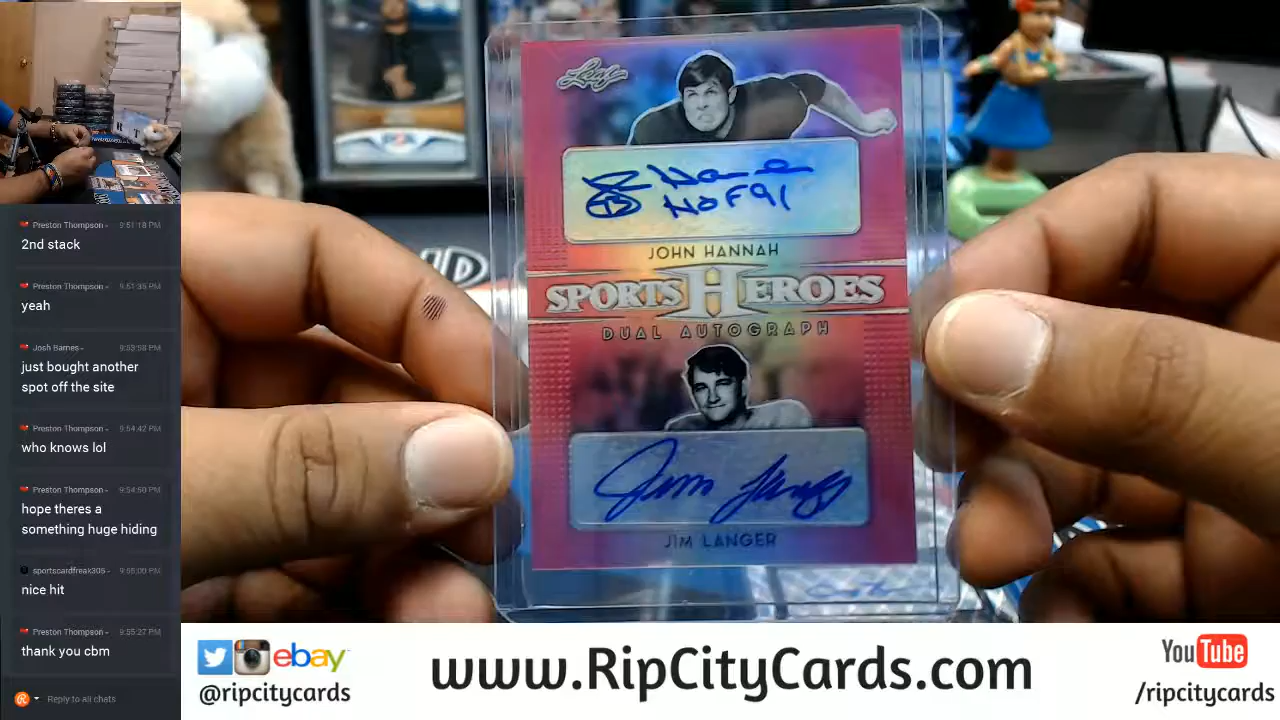 Preston Thompson- 9:51:18 PM
2nd stack
Preston Thompson- 9:51:35 PM
yeah
Josh Barnes- 9:53:58 PM
just bought another
spot off the site
Preston Thompson- 9:54:42 PM
who knows lol
Preston Thompson- 9:54:50 PM
hope theres a
something huge hiding
sportscardfreak305- 9:55:00 PM
nice hit
Preston Thompson- 9:55:27 PM
thank you cbm
Reply to all chats
Leaf
HOF 91
JOHN HANNAH
SPORTS HEROES
DUAL AUTOGRAPH
Jim Langer
JIM LANGER
ebay
@ripcitycards
www.RipCityCards.com
YouTube
/ripcitycards